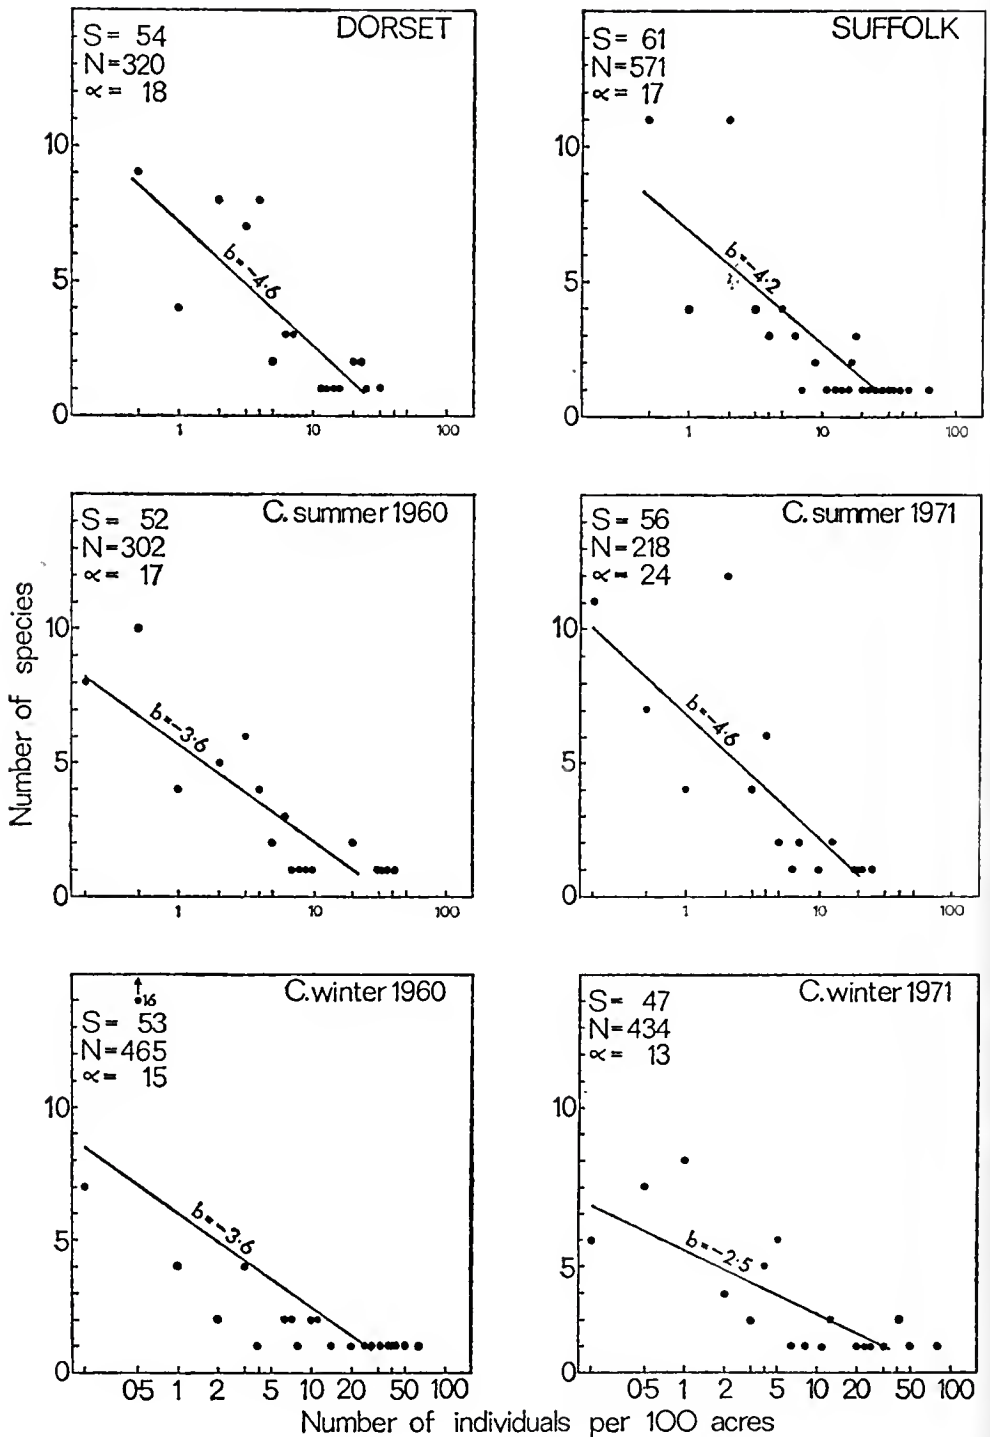 DORSET
S= 54
N=320
∝= 18
b=-4·6
10
5
0
1 10 100
SUFFOLK
S= 61
N=571
∝= 17
b=-4·2
10
5
0
1 10 100
C. summer 1960
S= 52
N=302
∝= 17
b=-3·6
10
5
0
1 10 100
C. summer 1971
S= 56
N=218
∝= 24
b=-4·6
10
5
0
1 10 100
Number of species
C. winter 1960
16
S= 53
N=465
∝= 15
b=-3·6
10
5
0
0·5 1 2 5 10 20 50 100
C. winter 1971
S= 47
N=434
∝= 13
b=-2·5
10
5
0
0·5 1 2 5 10 20 50 100
Number of individuals per 100 acres